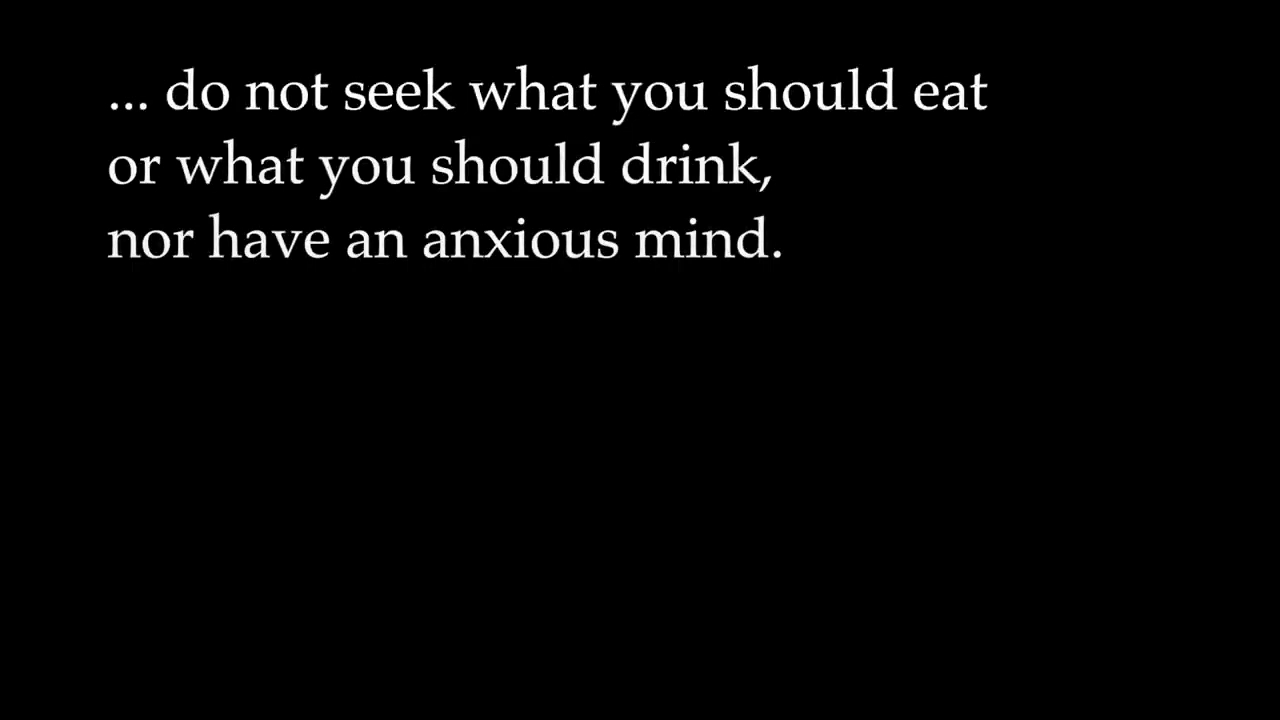 ... do not seek what you should eat
or what you should drink,
nor have an anxious mind.